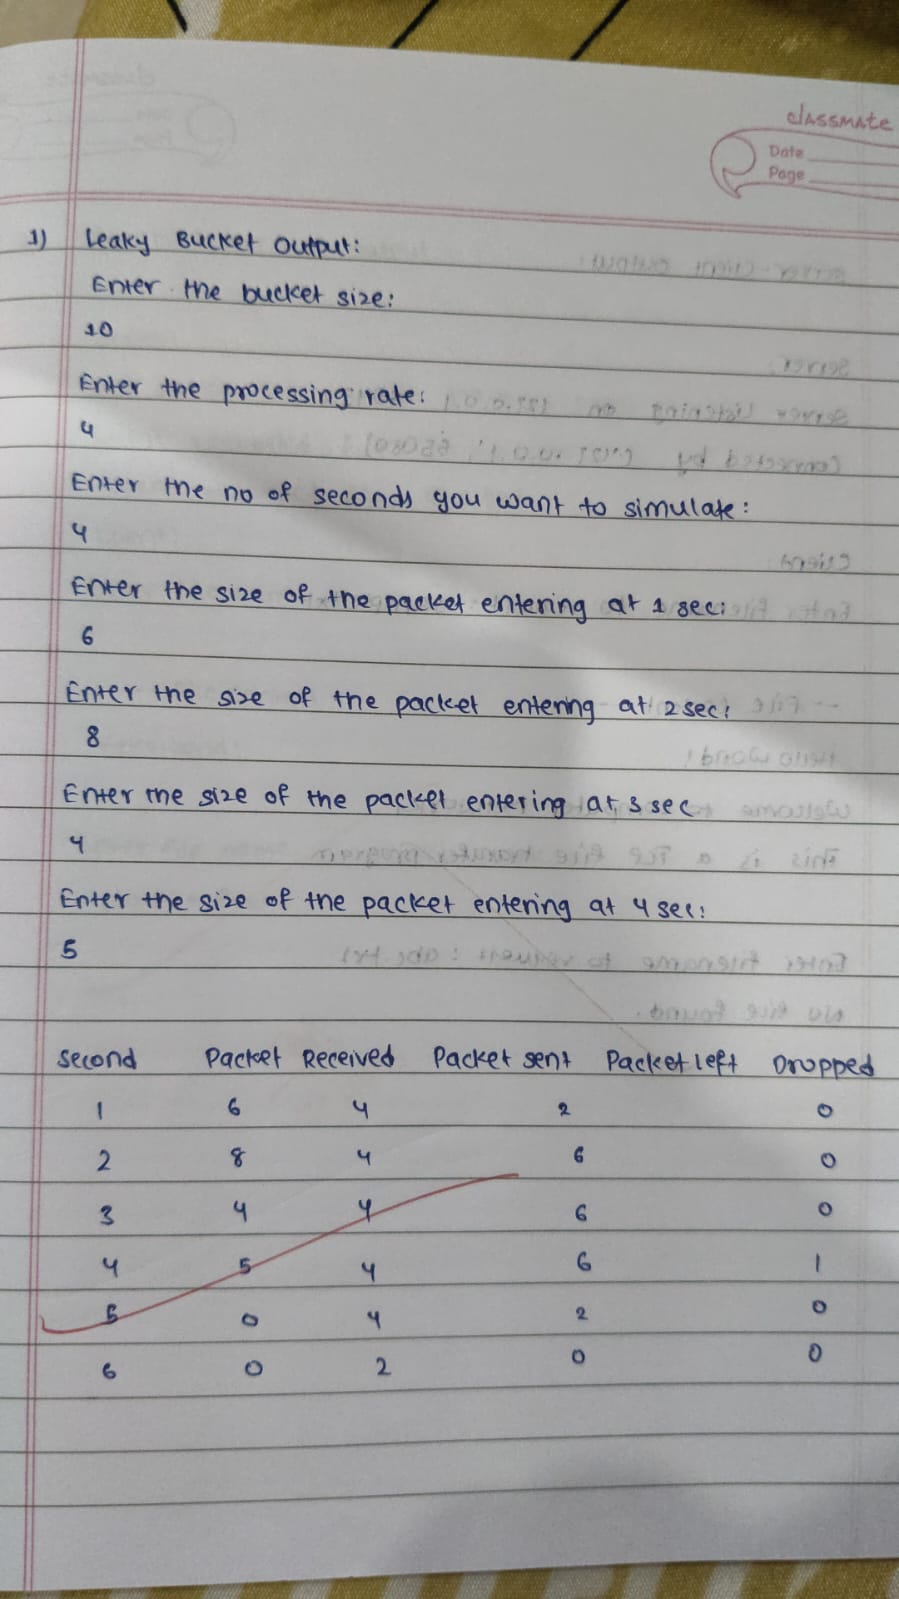 classmate
Date
Page
1) Leaky Bucket Output:
Enter the bucket size:
10
Enter the processing rate:
4
Enter the no of seconds you want to simulate:
4
Enter the size of the packet entering at 1 sec:
6
Enter the size of the packet entering at 2 sec:
8
Enter the size of the packet entering at 3 sec
4
Enter the size of the packet entering at 4 sec:
5
Second Packet Received Packet sent Packet left Dropped
1 6 4 2 0
2 8 4 6 0
3 4 4 6 0
4 5 4 6 1
5 0 4 2 0
6 0 2 0 0